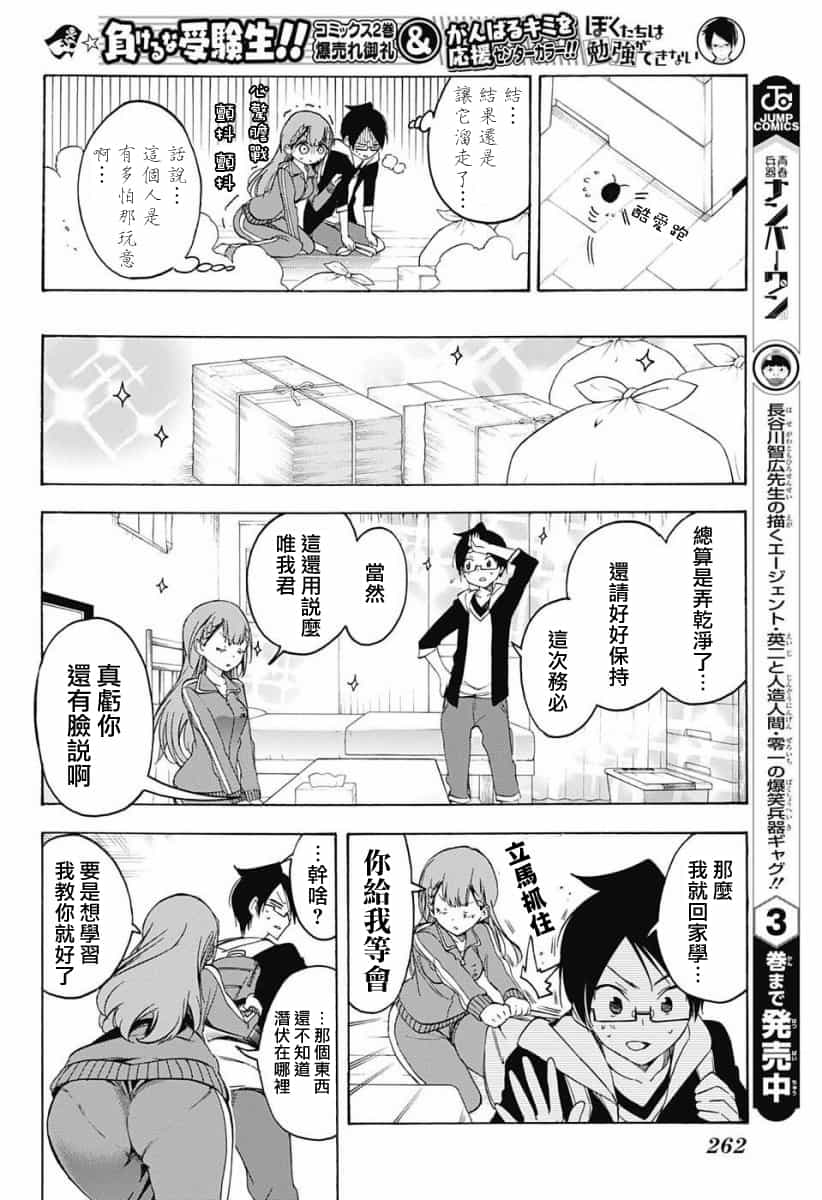 負けるな受験生!!
コミックス2巻
爆売れ御礼
&
がんばるキミを
応援センターカラー!!
ぼくたちは
勉強ができない
JC
JUMP
COMICS
青春
兵器
ナンバーワン
長谷川智広先生の描くエージェント・英二と人造人間・零一の爆笑兵器ギャグ!!
3
巻まで
発売中
酷愛跑
結…
結果還是
讓它溜走了…
心驚膽戰
顫抖
顫抖
話說…
這個人是
有多怕那玩意
啊…
總算是弄乾淨了…
還請好好保持
這次務必
當然
這還用説麼
唯我君
真虧你
還有臉説啊
那麼
我就回家學…
立馬抓住
你給我等會
…幹啥?
…那個東西
還不知道
潛伏在哪裡
要是想學習
我教你就好了
262